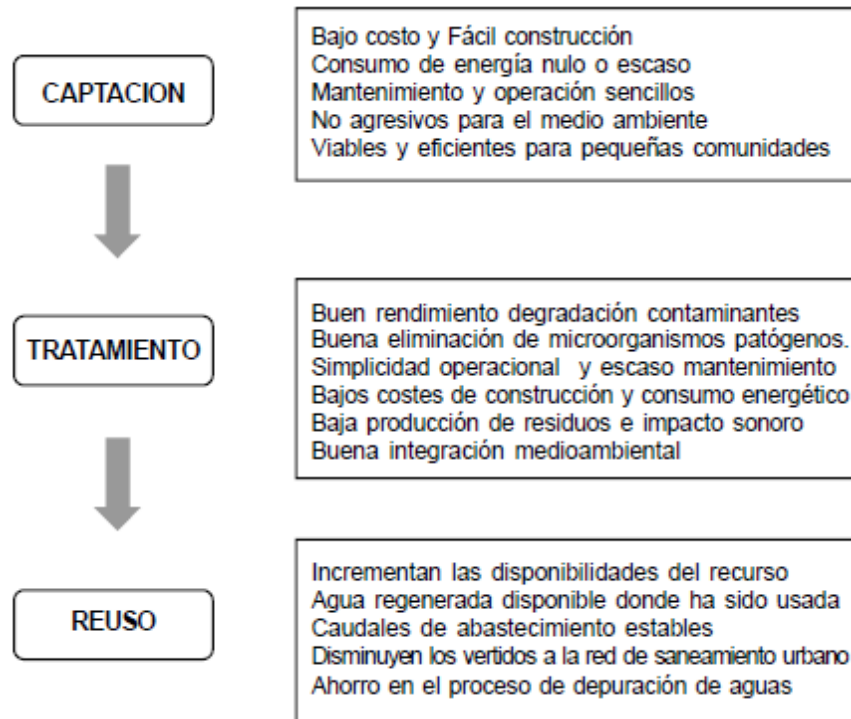 CAPTACION
Bajo costo y Fácil construcción
Consumo de energía nulo o escaso
Mantenimiento y operación sencillos
No agresivos para el medio ambiente
Viables y eficientes para pequeñas comunidades
TRATAMIENTO
Buen rendimiento degradación contaminantes
Buena eliminación de microorganismos patógenos.
Simplicidad operacional y escaso mantenimiento
Bajos costes de construcción y consumo energético
Baja producción de residuos e impacto sonoro
Buena integración medioambiental
REUSO
Incrementan las disponibilidades del recurso
Agua regenerada disponible donde ha sido usada
Caudales de abastecimiento estables
Disminuyen los vertidos a la red de saneamiento urbano
Ahorro en el proceso de depuración de aguas